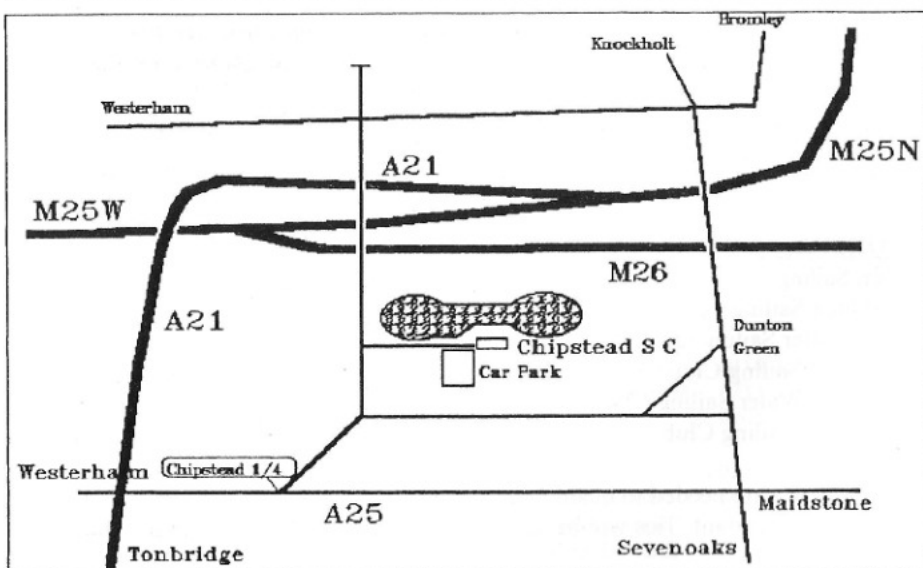 Bromley
Knockholt
Westerham
A21
M25N
M25W
M26
A21
Dunton
Green
Chipstead S C
Car Park
Westerham
Chipstead 1/4
A25
Maidstone
Tonbridge
Sevenoaks